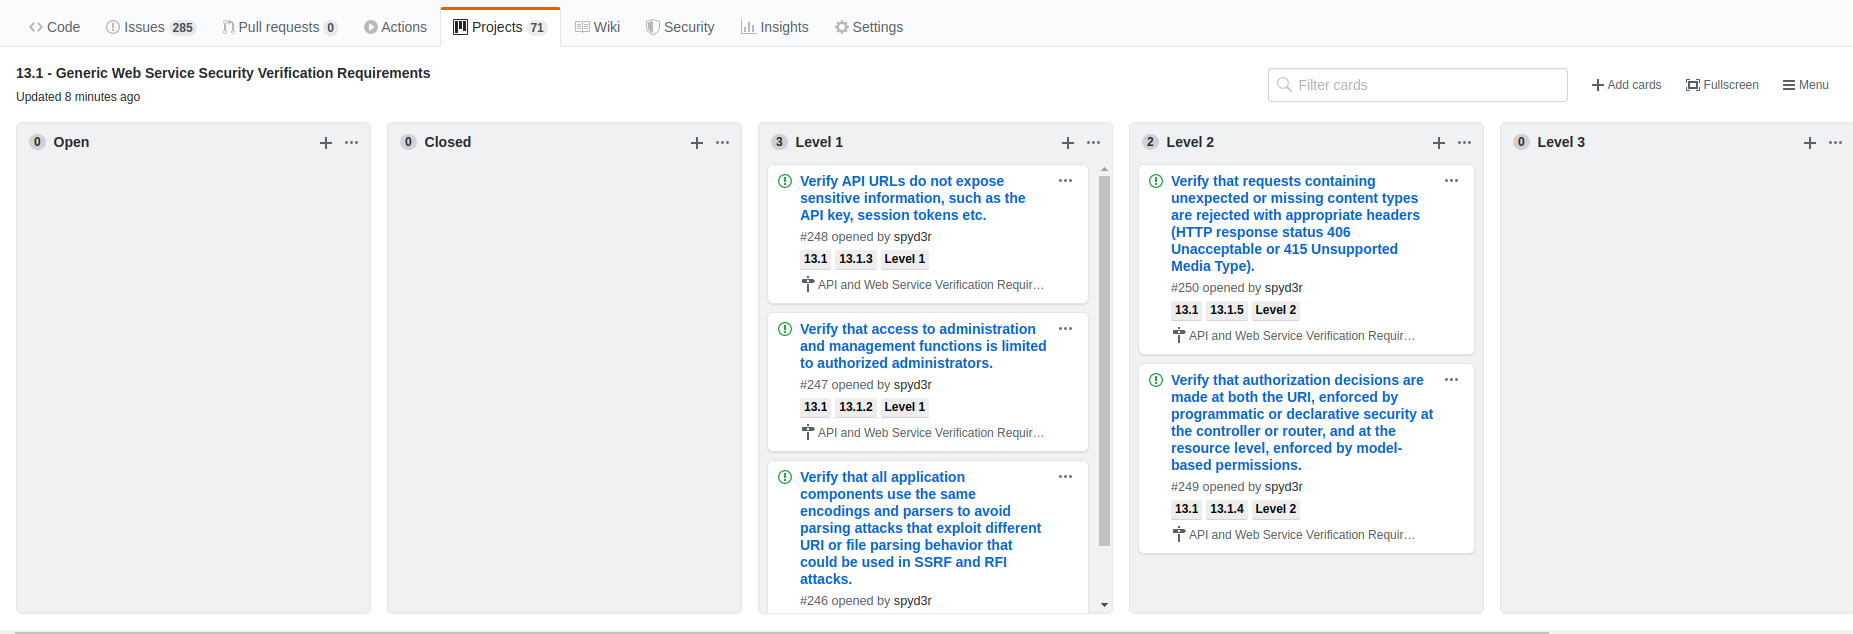 Code
Issues 285
Pull requests 0
Actions
Projects 71
Wiki
Security
Insights
Settings
13.1 - Generic Web Service Security Verification Requirements
Updated 8 minutes ago
Filter cards
Add cards
Fullscreen
Menu
0 Open
0 Closed
3 Level 1
Verify API URLs do not expose
sensitive information, such as the
API key, session tokens etc.
#248 opened by spyd3r
13.1 13.1.3 Level 1
API and Web Service Verification Requir…
Verify that access to administration
and management functions is limited
to authorized administrators.
#247 opened by spyd3r
13.1 13.1.2 Level 1
API and Web Service Verification Requir…
Verify that all application
components use the same
encodings and parsers to avoid
parsing attacks that exploit different
URI or file parsing behavior that
could be used in SSRF and RFI
attacks.
#246 opened by spyd3r
2 Level 2
Verify that requests containing
unexpected or missing content types
are rejected with appropriate headers
(HTTP response status 406
Unacceptable or 415 Unsupported
Media Type).
#250 opened by spyd3r
13.1 13.1.5 Level 2
API and Web Service Verification Requir…
Verify that authorization decisions are
made at both the URI, enforced by
programmatic or declarative security at
the controller or router, and at the
resource level, enforced by model-
based permissions.
#249 opened by spyd3r
13.1 13.1.4 Level 2
API and Web Service Verification Requir…
0 Level 3